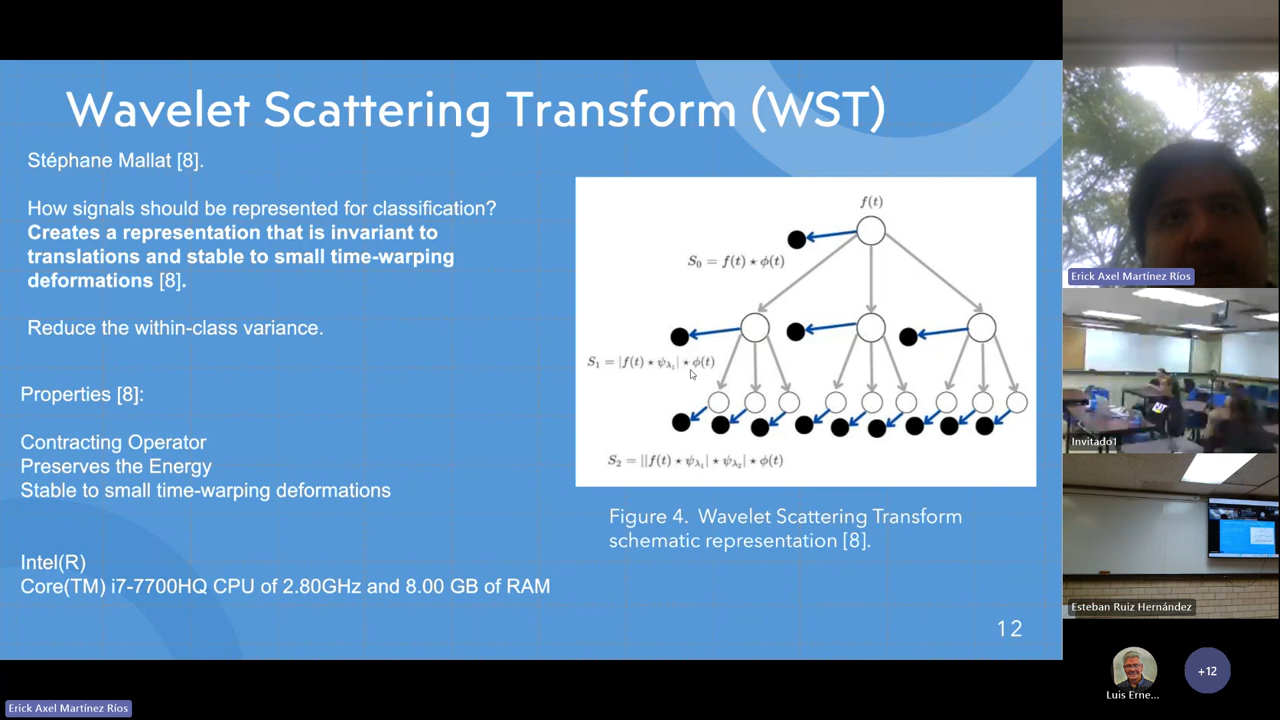 Wavelet Scattering Transform (WST)
Stéphane Mallat [8].
How signals should be represented for classification?
Creates a representation that is invariant to
translations and stable to small time-warping
deformations [8].
Reduce the within-class variance.
Properties [8]:
Contracting Operator
Preserves the Energy
Stable to small time-warping deformations
Intel(R)
Core(TM) i7-7700HQ CPU of 2.80GHz and 8.00 GB of RAM
f(t)
S₀ = f(t) ⋆ ϕ(t)
S₁ = |f(t) ⋆ ψλ₁| ⋆ ϕ(t)
S₂ = ||f(t) ⋆ ψλ₁| ⋆ ψλ₂| ⋆ ϕ(t)
Figure 4. Wavelet Scattering Transform
schematic representation [8].
12
Erick Axel Martínez Ríos
Invitado1
Esteban Ruiz Hernández
Luis Erne...
+12
Erick Axel Martínez Ríos